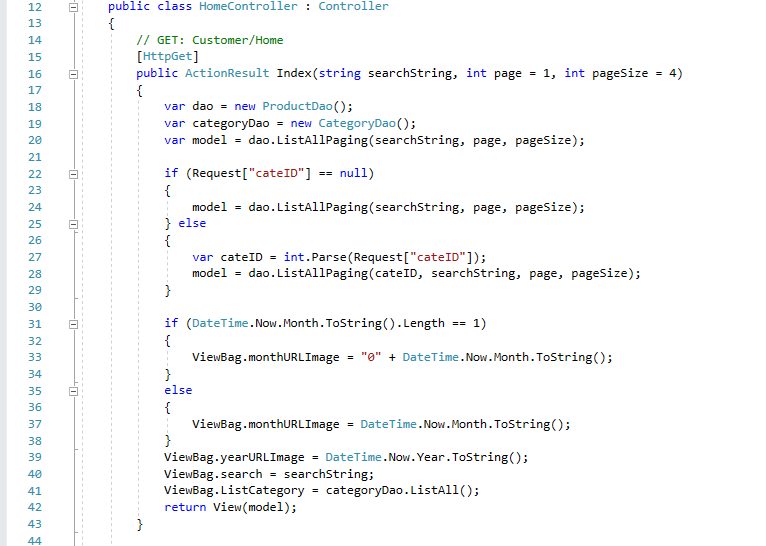 12 public class HomeController : Controller
13 {
14 // GET: Customer/Home
15 [HttpGet]
16 public ActionResult Index(string searchString, int page = 1, int pageSize = 4)
17 {
18 var dao = new ProductDao();
19 var categoryDao = new CategoryDao();
20 var model = dao.ListAllPaging(searchString, page, pageSize);
21
22 if (Request["cateID"] == null)
23 {
24 model = dao.ListAllPaging(searchString, page, pageSize);
25 } else
26 {
27 var cateID = int.Parse(Request["cateID"]);
28 model = dao.ListAllPaging(cateID, searchString, page, pageSize);
29 }
30
31 if (DateTime.Now.Month.ToString().Length == 1)
32 {
33 ViewBag.monthURLImage = "0" + DateTime.Now.Month.ToString();
34 }
35 else
36 {
37 ViewBag.monthURLImage = DateTime.Now.Month.ToString();
38 }
39 ViewBag.yearURLImage = DateTime.Now.Year.ToString();
40 ViewBag.search = searchString;
41 ViewBag.ListCategory = categoryDao.ListAll();
42 return View(model);
43 }
44